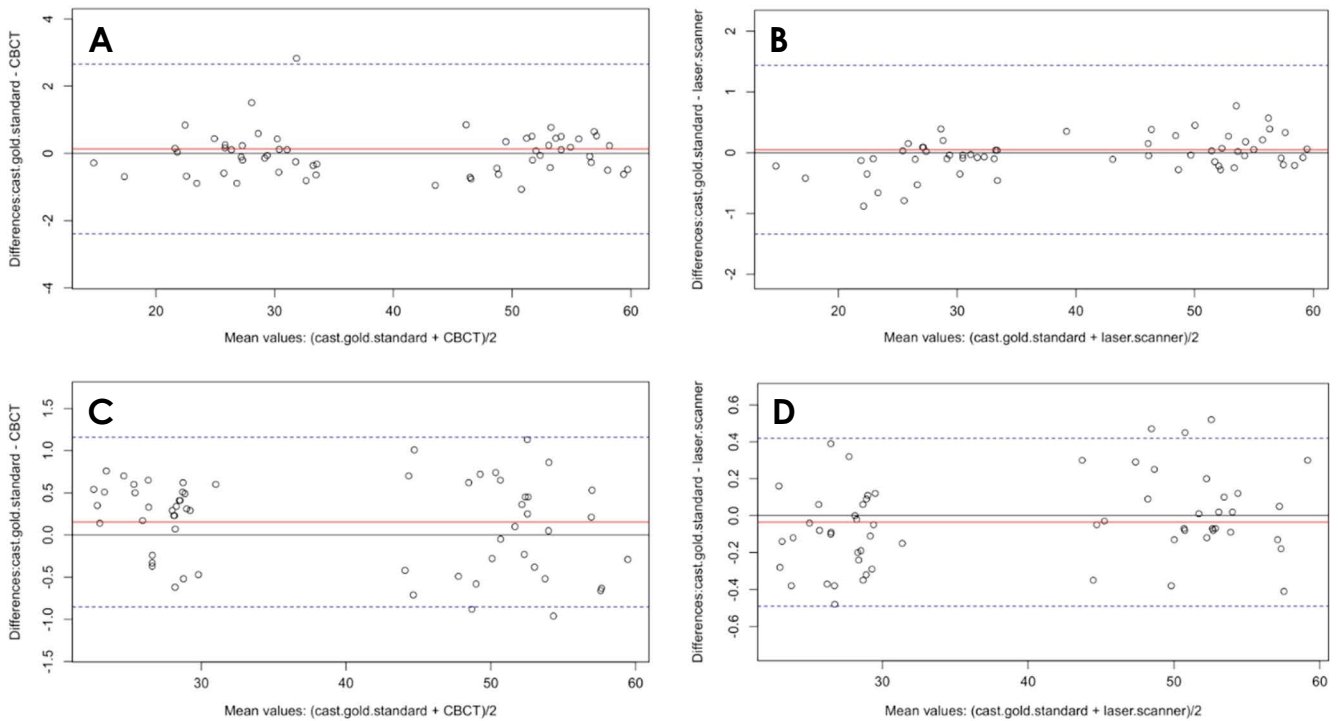 A
Differences:cast.gold.standard - CBCT
4
2
0
-2
-4
20 30 40 50 60
Mean values: (cast.gold.standard + CBCT)/2
B
Differences:cast.gold.standard - laser.scanner
2
1
0
-1
-2
20 30 40 50 60
Mean values: (cast.gold.standard + laser.scanner)/2
C
Differences:cast.gold.standard - CBCT
1.5
1.0
0.5
0.0
-0.5
-1.0
-1.5
30 40 50 60
Mean values: (cast.gold.standard + CBCT)/2
D
Differences:cast.gold.standard - laser.scanner
0.6
0.4
0.2
0.0
-0.2
-0.4
-0.6
30 40 50 60
Mean values: (cast.gold.standard + laser.scanner)/2